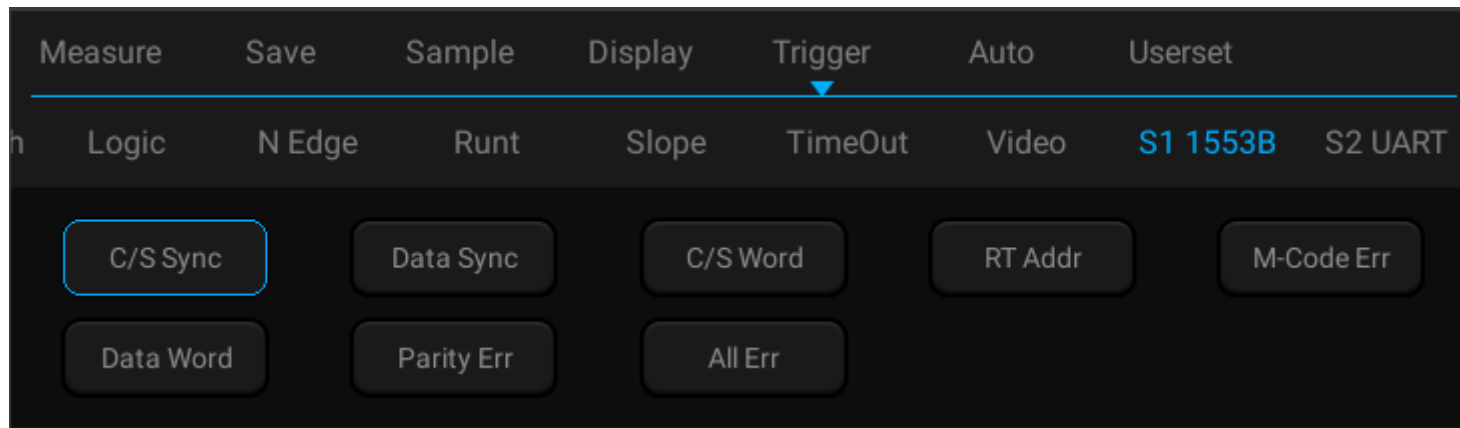 Measure Save Sample Display Trigger Auto Userset
h Logic N Edge Runt Slope TimeOut Video S1 1553B S2 UART
C/S Sync Data Sync C/S Word RT Addr M-Code Err
Data Word Parity Err All Err